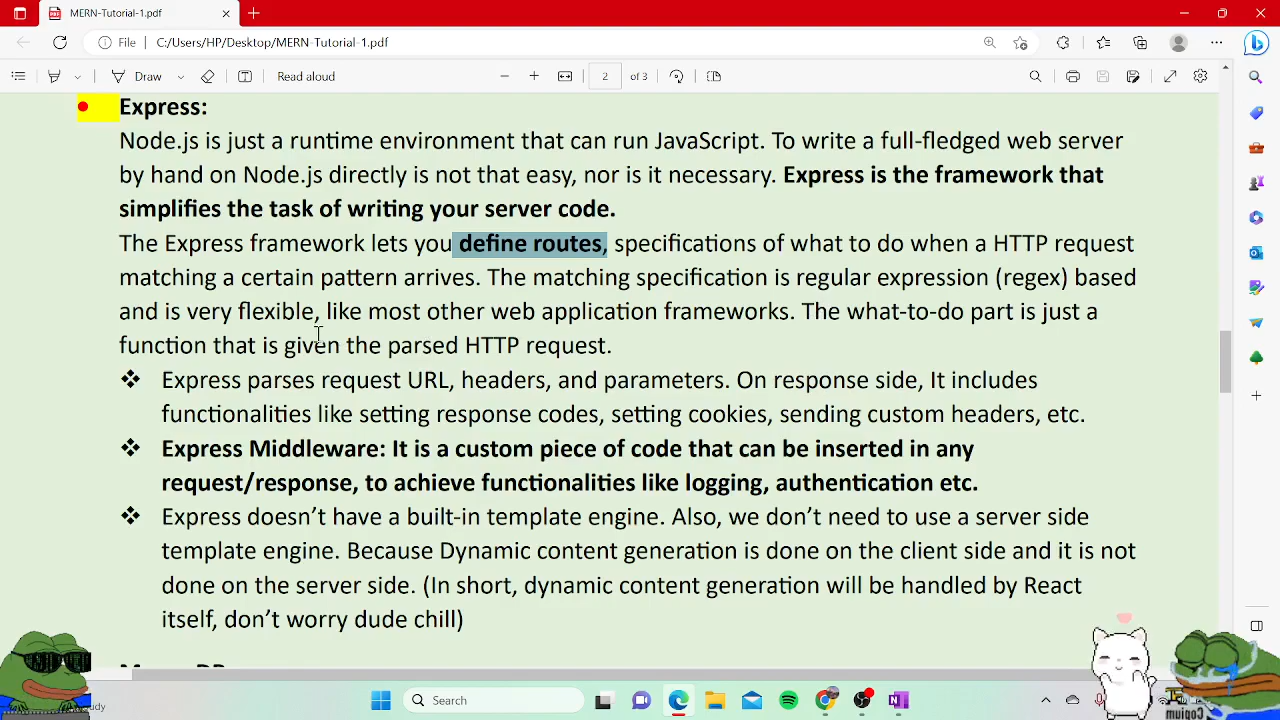 MERN-Tutorial-1.pdf
File
C:/Users/HP/Desktop/MERN-Tutorial-1.pdf
Draw
Read aloud
2
of 3
Express:
Node.js is just a runtime environment that can run JavaScript. To write a full-fledged web server
by hand on Node.js directly is not that easy, nor is it necessary. Express is the framework that
simplifies the task of writing your server code.
The Express framework lets you define routes, specifications of what to do when a HTTP request
matching a certain pattern arrives. The matching specification is regular expression (regex) based
and is very flexible, like most other web application frameworks. The what-to-do part is just a
function that is given the parsed HTTP request.
❖ Express parses request URL, headers, and parameters. On response side, It includes
functionalities like setting response codes, setting cookies, sending custom headers, etc.
❖ Express Middleware: It is a custom piece of code that can be inserted in any
request/response, to achieve functionalities like logging, authentication etc.
❖ Express doesn't have a built-in template engine. Also, we don't need to use a server side
template engine. Because Dynamic content generation is done on the client side and it is not
done on the server side. (In short, dynamic content generation will be handled by React
itself, don't worry dude chill)
Search